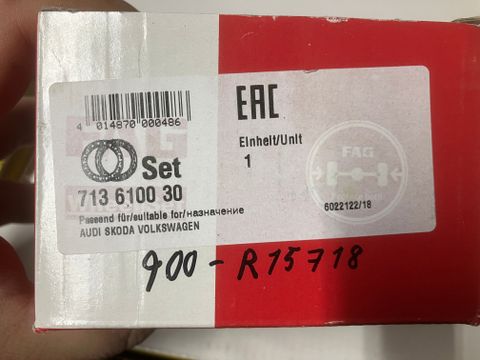 4 014870 000486
EAC
Set
Einheit/Unit
1
FAG
FAG
713 6100 30
6022122/18
Passend für/suitable for/назначение
AUDI SKODA VOLKSWAGEN
900-R15718